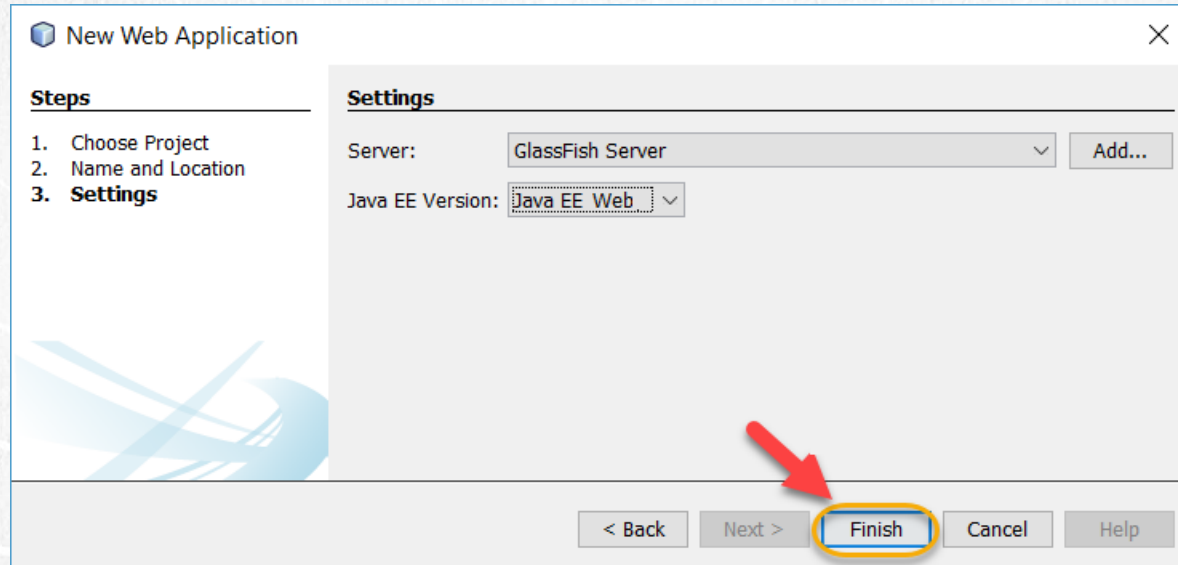 New Web Application
Steps
1. Choose Project
2. Name and Location
3. Settings
Settings
Server: GlassFish Server Add...
Java EE Version: Java EE Web
< Back Next > Finish Cancel Help